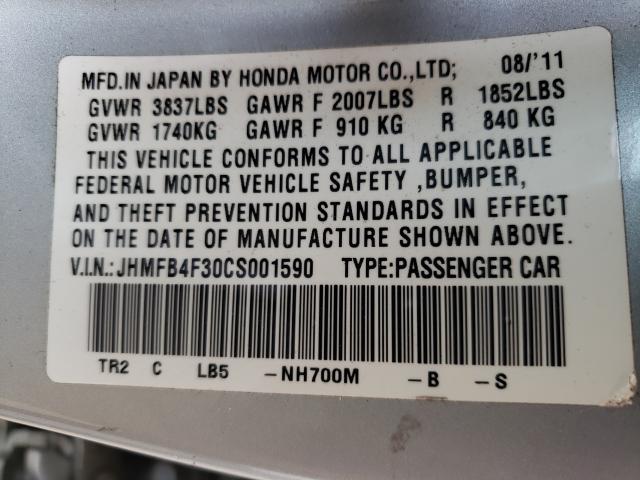 MFD.IN JAPAN BY HONDA MOTOR CO.,LTD; 08/'11
GVWR 3837LBS GAWR F 2007LBS R 1852LBS
GVWR 1740KG GAWR F 910 KG R 840 KG
THIS VEHICLE CONFORMS TO ALL APPLICABLE
FEDERAL MOTOR VEHICLE SAFETY ,BUMPER,
AND THEFT PREVENTION STANDARDS IN EFFECT
ON THE DATE OF MANUFACTURE SHOWN ABOVE.
V.I.N.:JHMFB4F30CS001590 TYPE:PASSENGER CAR
TR2 C LB5 -NH700M -B -S